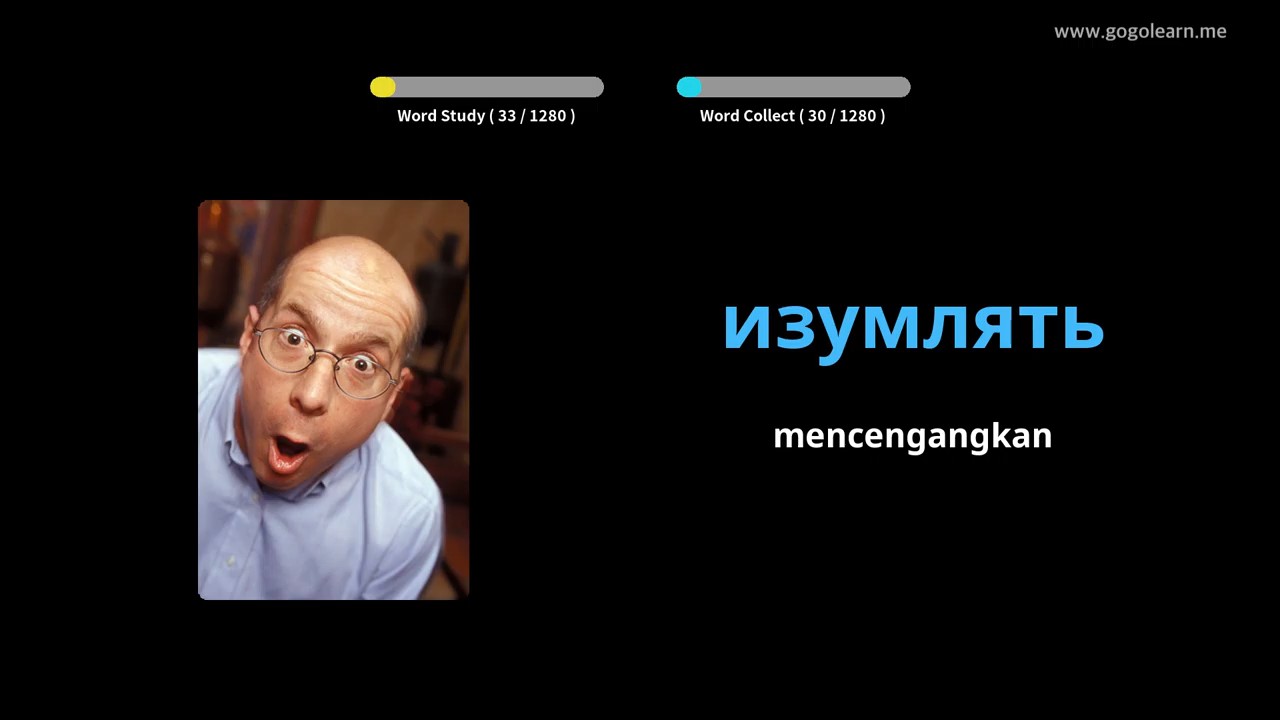 www.gogolearn.me
Word Study ( 33 / 1280 )
Word Collect ( 30 / 1280 )
изумлять
mencengangkan